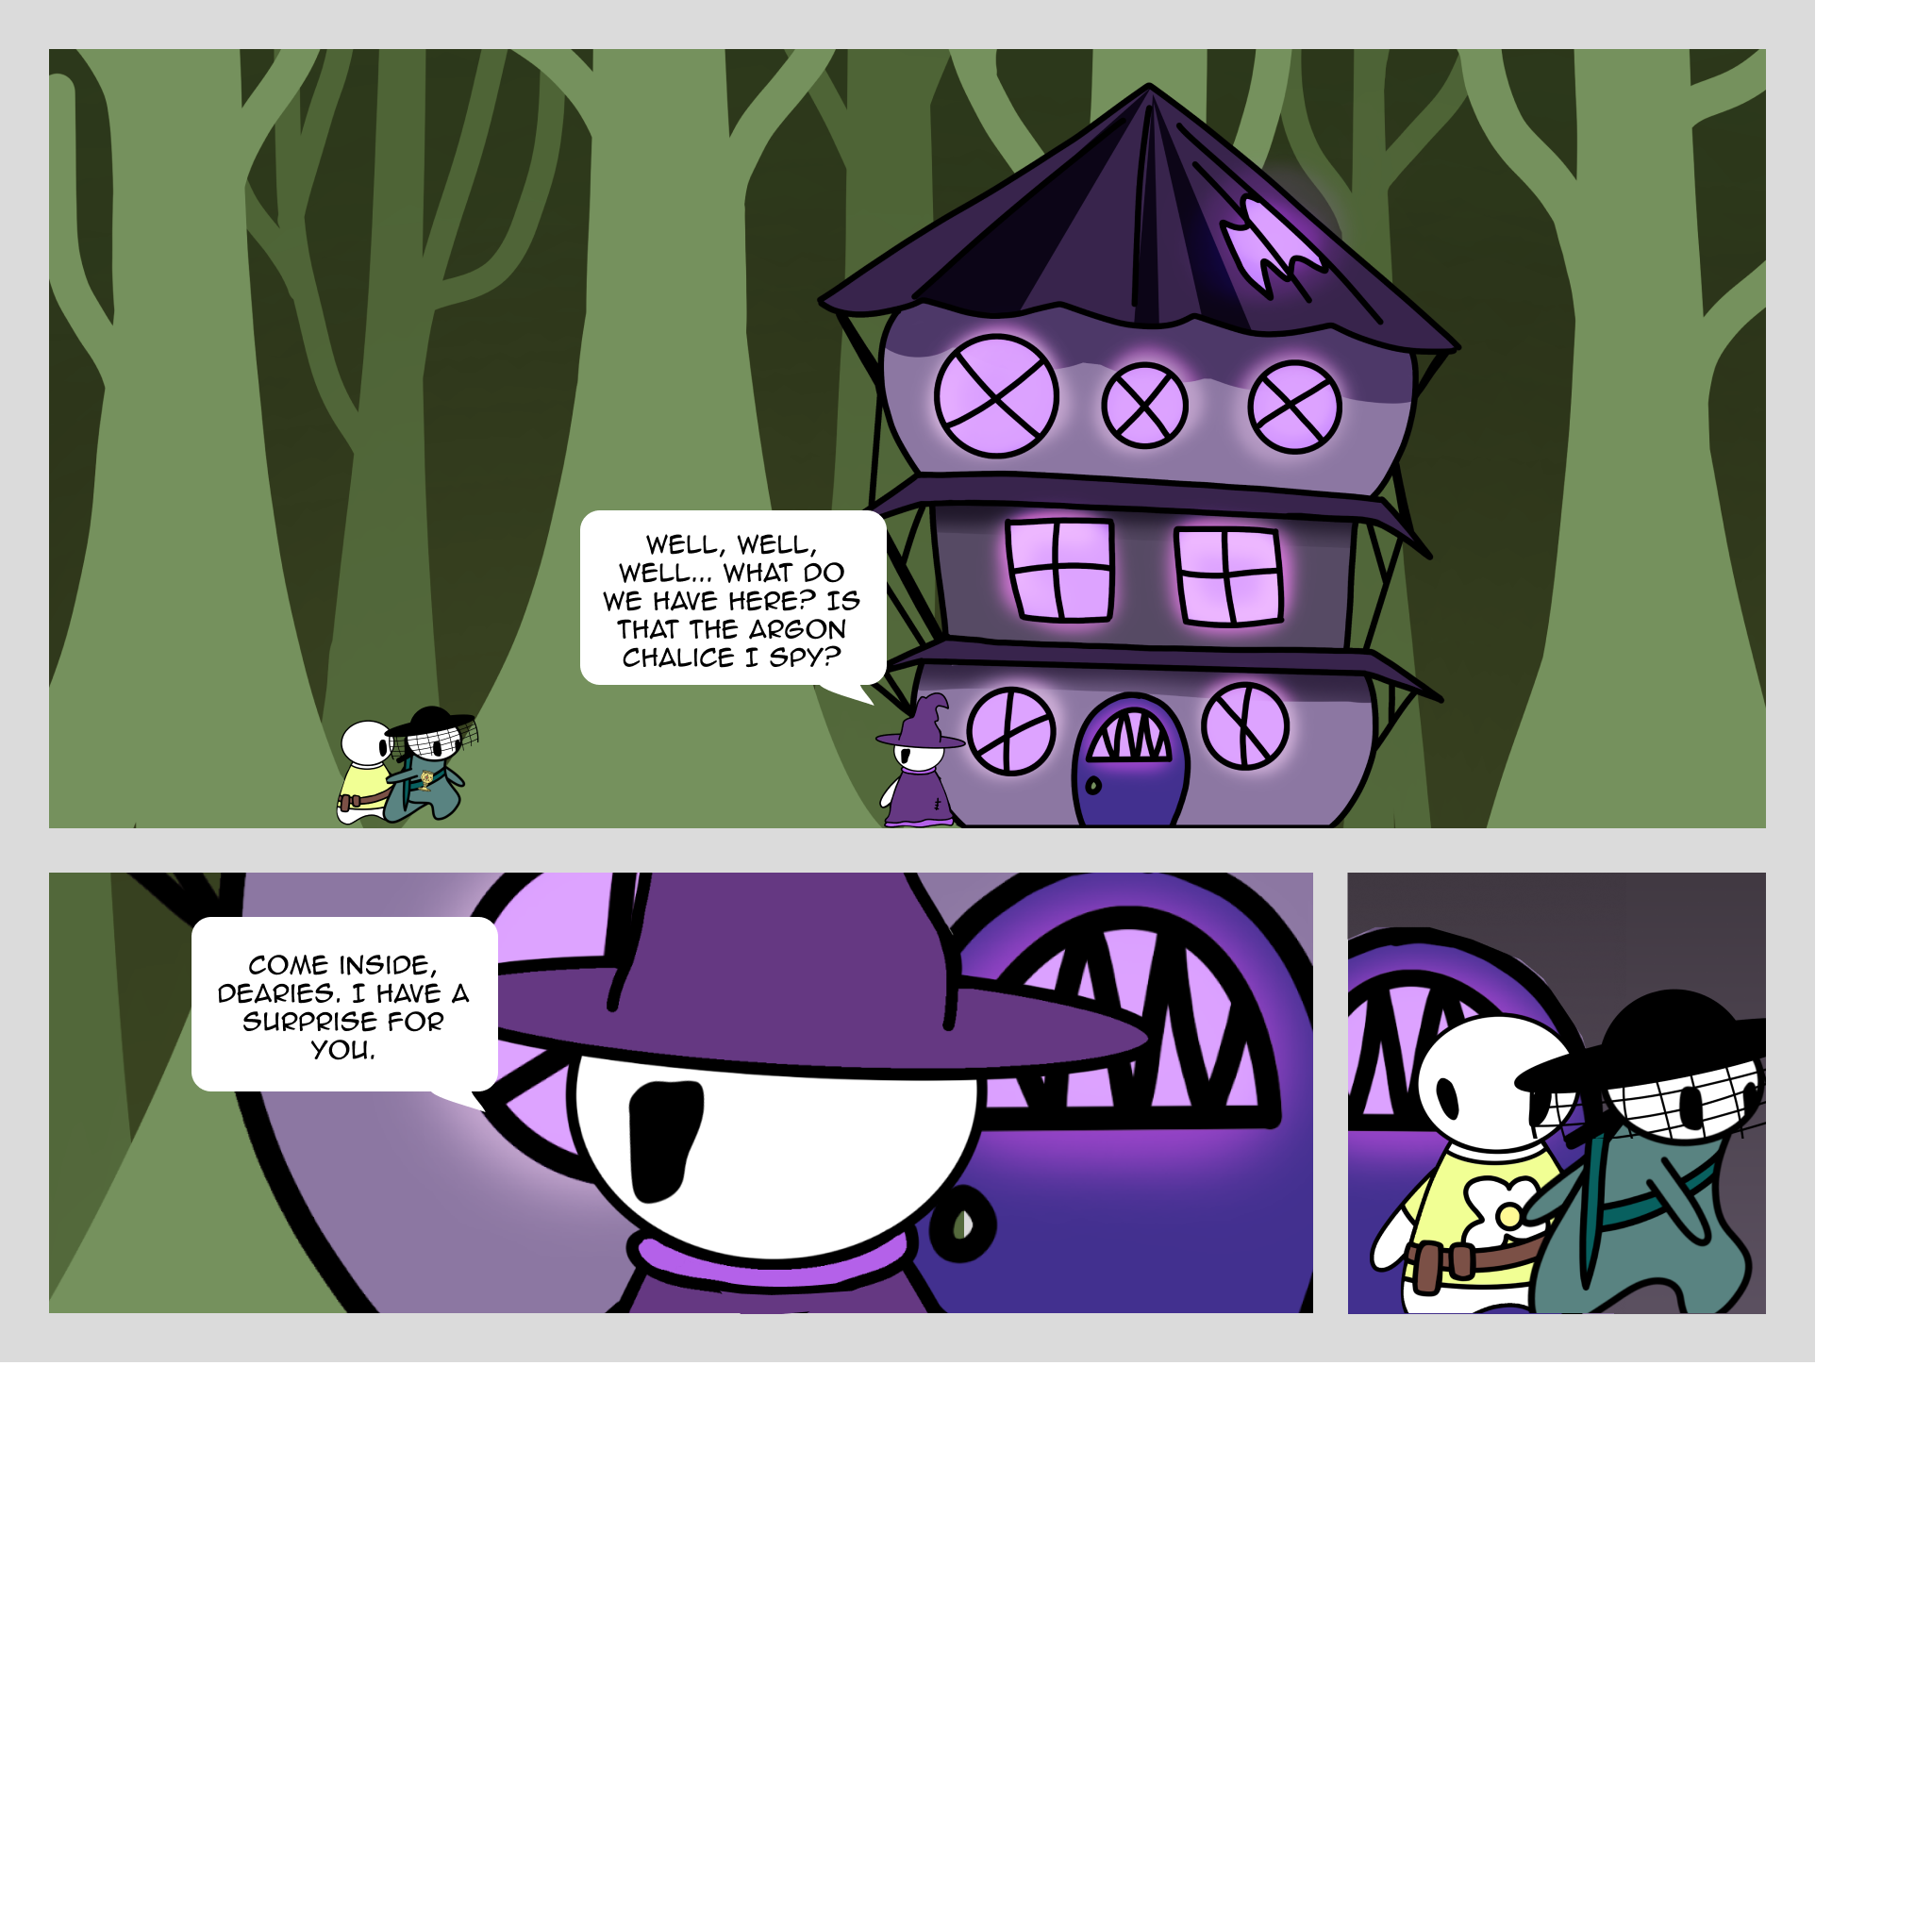 WELL, WELL,
WELL... WHAT DO
WE HAVE HERE? IS
THAT THE ARGON
CHALICE I SPY?
COME INSIDE,
DEARIES. I HAVE A
SURPRISE FOR
YOU.